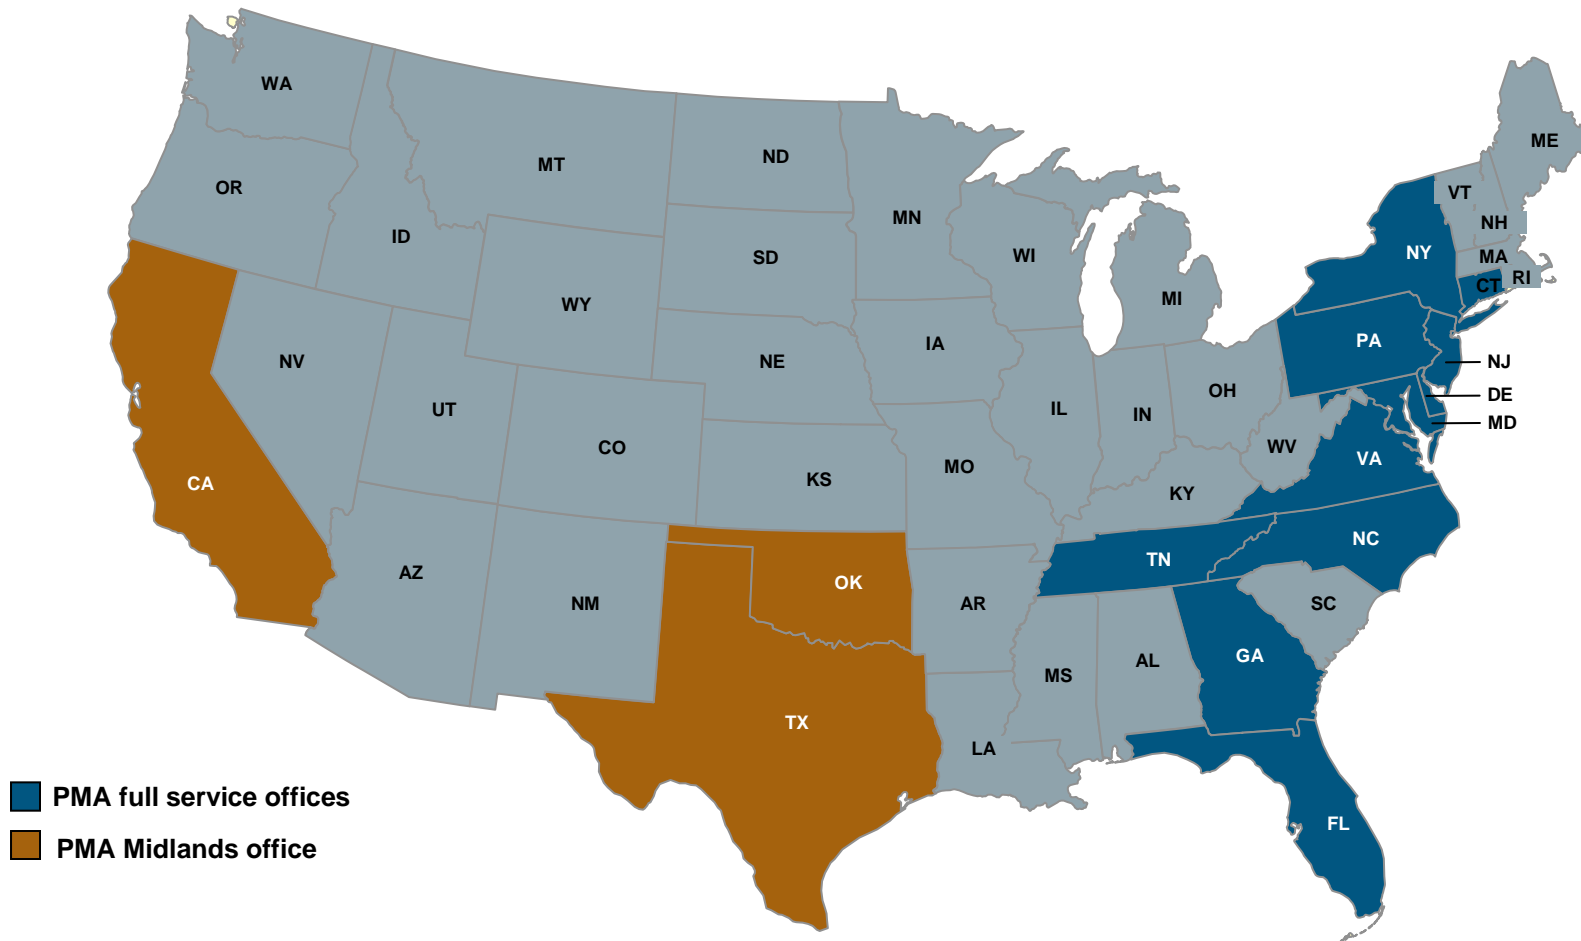 WA
MT
ND
ME
OR
VT
MN
NH
ID
SD
WI
NY
MA
RI
CT
WY
MI
PA
IA
NV
NE
NJ
OH
DE
UT
IL
IN
MD
CO
WV
VA
MO
KS
CA
KY
NC
TN
AZ
OK
NM
AR
SC
GA
AL
MS
TX
LA
PMA full service offices
FL
PMA Midlands office